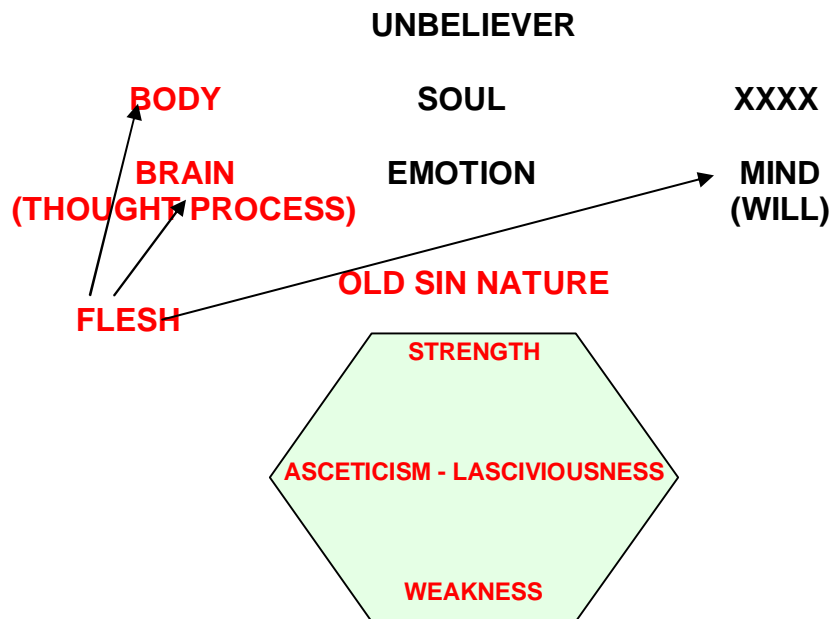 UNBELIEVER
BODY SOUL XXXX
BRAIN EMOTION MIND
(THOUGHT PROCESS) (WILL)
OLD SIN NATURE
FLESH
STRENGTH
ASCETICISM - LASCIVIOUSNESS
WEAKNESS